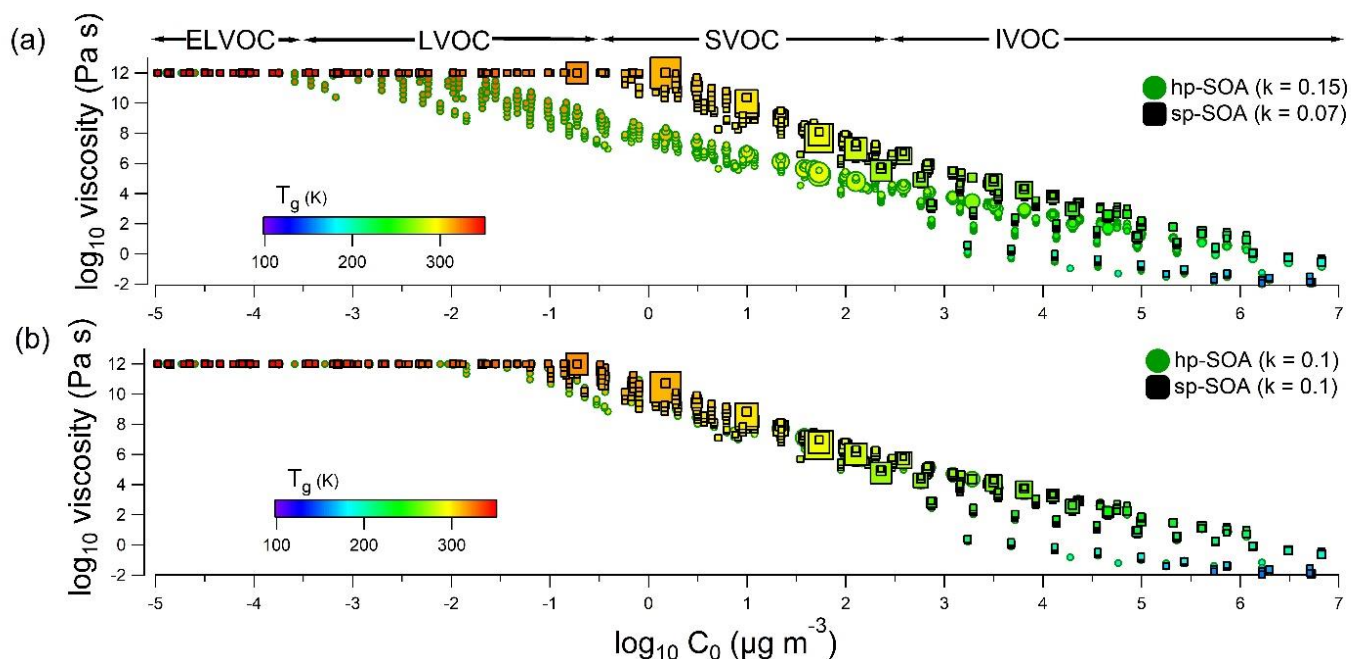 (a)
ELVOC LVOC SVOC IVOC
log10 viscosity (Pa s)
12
10
8
6
4
2
0
-2
hp-SOA (k = 0.15)
sp-SOA (k = 0.07)
Tg (K)
100 200 300
-5 -4 -3 -2 -1 0 1 2 3 4 5 6 7
(b)
log10 viscosity (Pa s)
12
10
8
6
4
2
0
-2
hp-SOA (k = 0.1)
sp-SOA (k = 0.1)
Tg (K)
100 200 300
-5 -4 -3 -2 -1 0 1 2 3 4 5 6 7
log10 C0 (µg m-3)